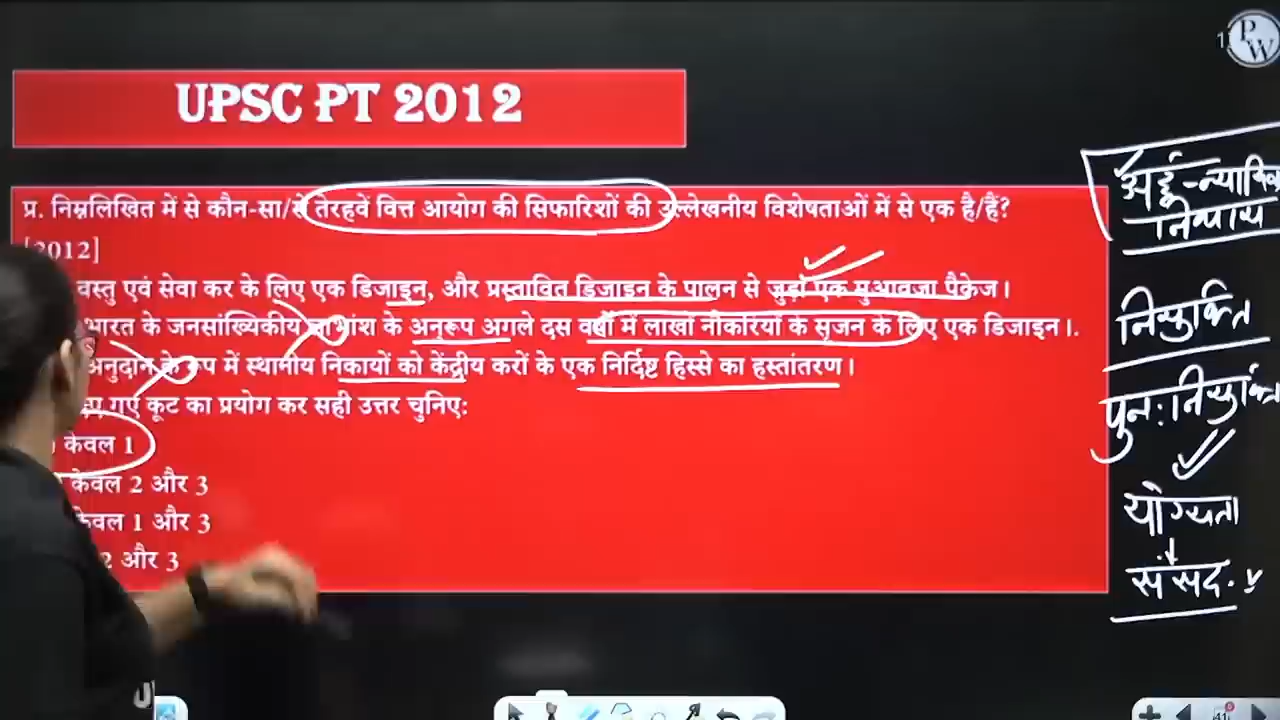 PW
UPSC PT 2012
प्र. निम्नलिखित में से कौन-सा/से तेरहवें वित्त आयोग की सिफारिशों की उल्लेखनीय विशेषताओं में से एक है/हैं?
[2012]
वस्तु एवं सेवा कर के लिए एक डिजाइन, और प्रस्तावित डिजाइन के पालन से जुड़ा एक मुआवजा पैकेज।
भारत के जनसांख्यिकीय लाभांश के अनुरूप अगले दस वर्षों में लाखों नौकरियों के सृजन के लिए एक डिजाइन।.
अनुदान के रूप में स्थानीय निकायों को केंद्रीय करों के एक निर्दिष्ट हिस्से का हस्तांतरण।
गए कूट का प्रयोग कर सही उत्तर चुनिए:
केवल 1
केवल 2 और 3
केवल 1 और 3
2 और 3
अर्द्ध-न्यायिक
निकाय
नियुक्ति
पुनःनियुक्ति
योग्यता
संसद